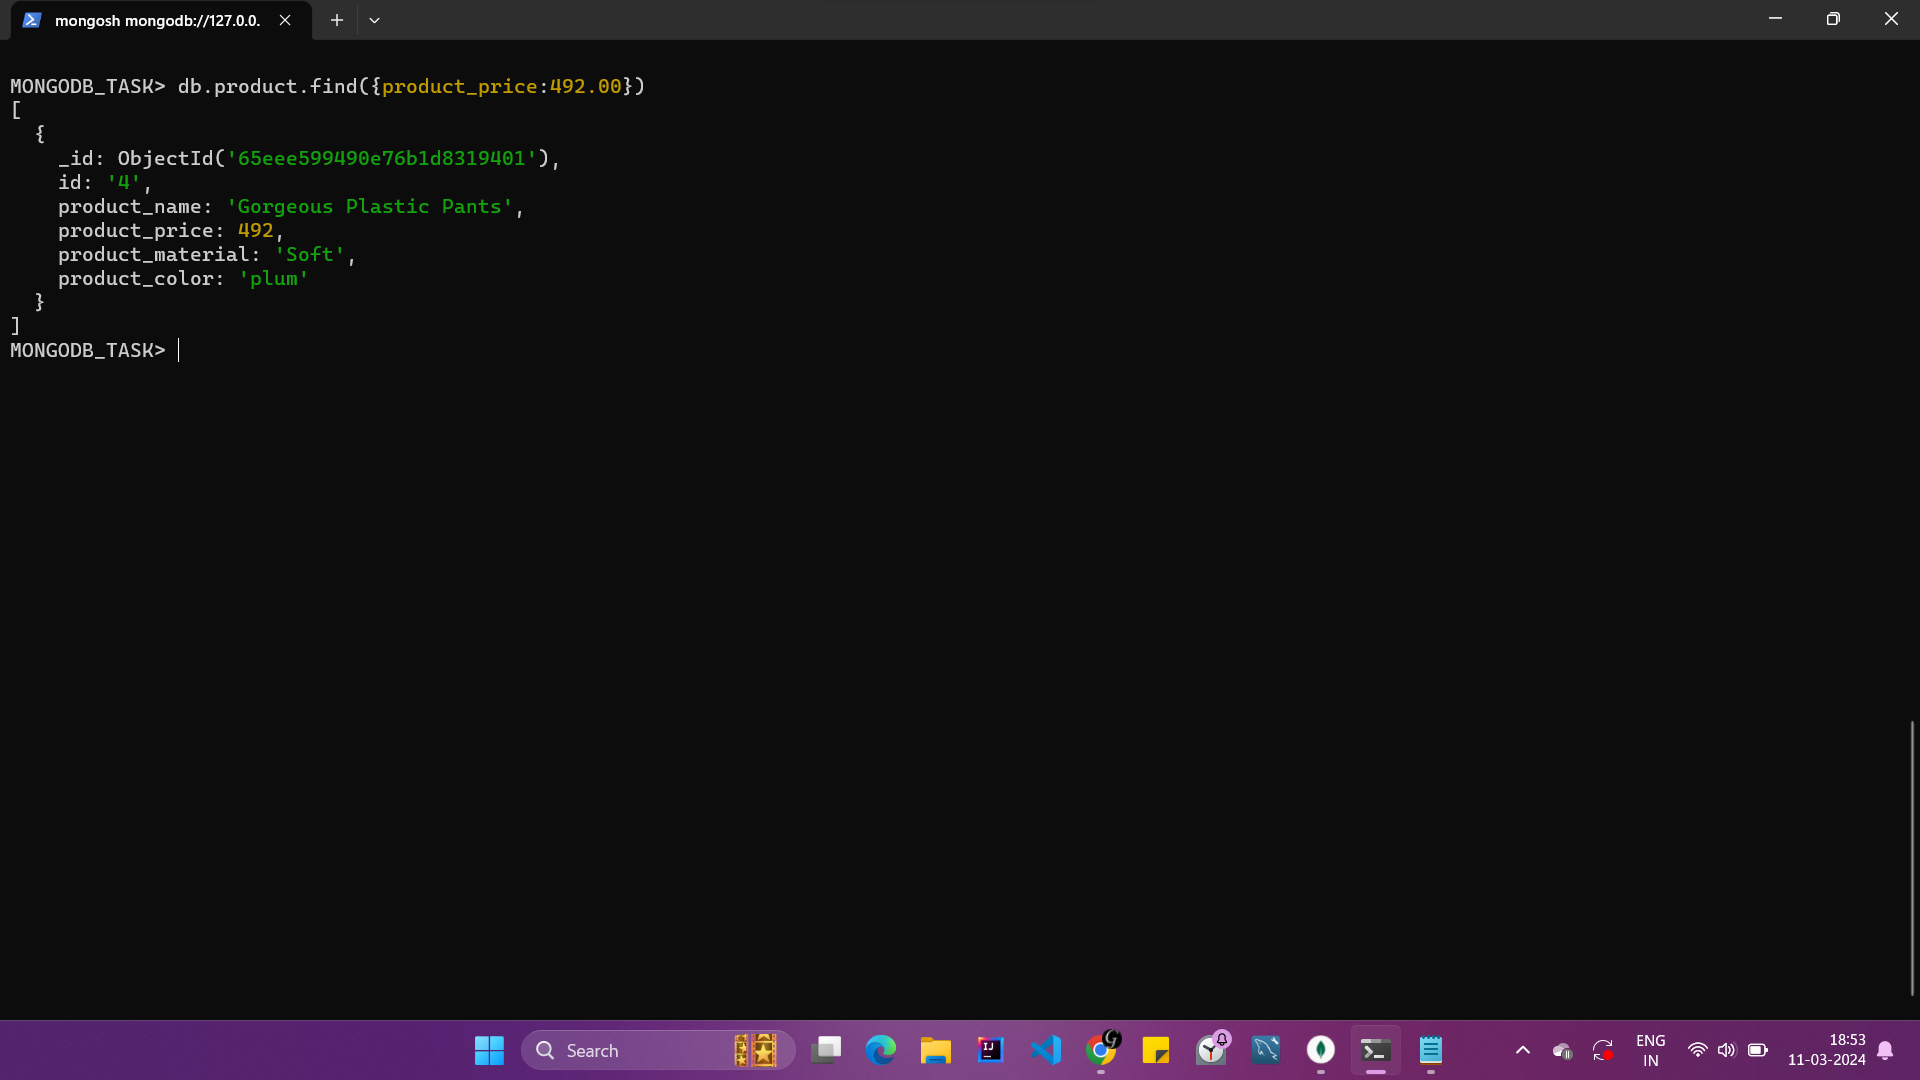 mongosh mongodb://127.0.0.
MONGODB_TASK> db.product.find({product_price:492.00})
[
  {
    _id: ObjectId('65eee599490e76b1d8319401'),
    id: '4',
    product_name: 'Gorgeous Plastic Pants',
    product_price: 492,
    product_material: 'Soft',
    product_color: 'plum'
  }
]
MONGODB_TASK>
Search
ENG
IN
18:53
11-03-2024